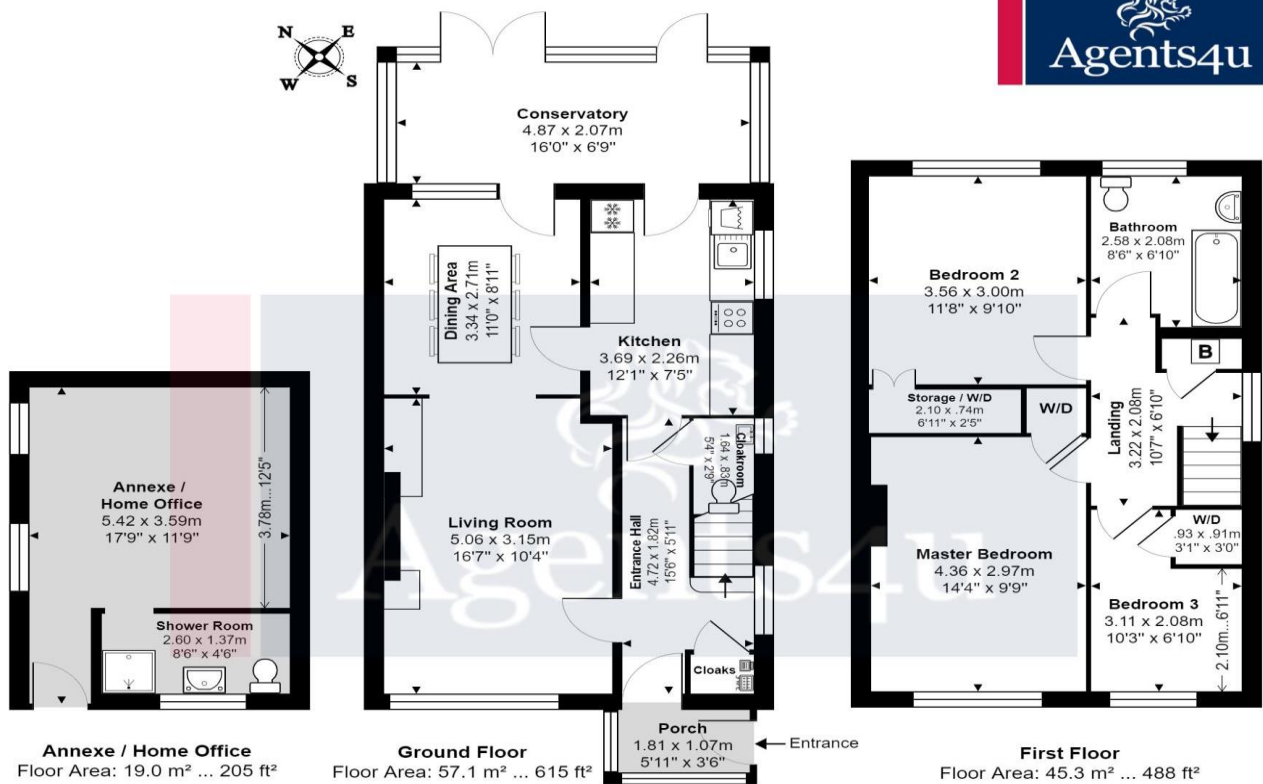 N E
W S
Agents4u
Conservatory
4.87 x 2.07m
16'0" x 6'9"
Dining Area
3.34 x 2.71m
11'0" x 8'11"
Kitchen
3.69 x 2.26m
12'1" x 7'5"
Cloakroom
1.64 x .83m
5'4" x 2'9"
Living Room
5.06 x 3.15m
16'7" x 10'4"
Entrance Hall
4.72 x 1.82m
15'6" x 5'11"
Cloaks
Porch
1.81 x 1.07m
5'11" x 3'6"
Entrance
Ground Floor
Floor Area: 57.1 m² ... 615 ft²
Annexe /
Home Office
5.42 x 3.59m
17'9" x 11'9"
3.78m...12'5"
Shower Room
2.60 x 1.37m
8'6" x 4'6"
Annexe / Home Office
Floor Area: 19.0 m² ... 205 ft²
Bedroom 2
3.56 x 3.00m
11'8" x 9'10"
Bathroom
2.58 x 2.08m
8'6" x 6'10"
B
Storage / W/D
2.10 x .74m
6'11" x 2'5"
W/D
Landing
3.22 x 2.08m
10'7" x 6'10"
Master Bedroom
4.36 x 2.97m
14'4" x 9'9"
W/D
.93 x .91m
3'1" x 3'0"
Bedroom 3
3.11 x 2.08m
10'3" x 6'10"
2.10m...6'11"
First Floor
Floor Area: 45.3 m² ... 488 ft²
Agents4u